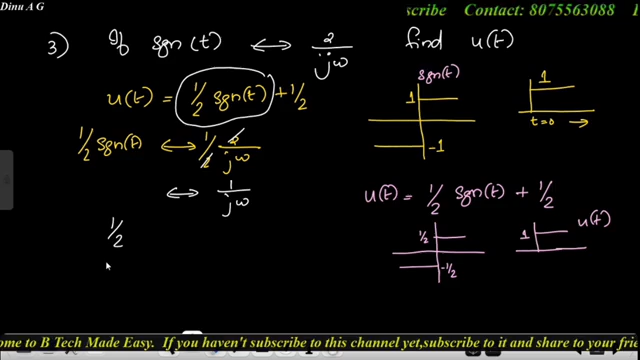 Dinu A G
scribe Contact: 8075563088
3) If sgn(t) ↔ 2/jω find u(t)
u(t) = 1/2 sgn(t) + 1/2
1/2 sgn(t) ↔ 1/2 2/jω
↔ 1/jω
1/2
sgn(t)
1
-1
1
t=0 →
u(t) = 1/2 sgn(t) + 1/2
1/2
-1/2
1
u(t)
ome to B Tech Made Easy. If you haven't subscribe to this channel yet,subscribe to it and share to your frie